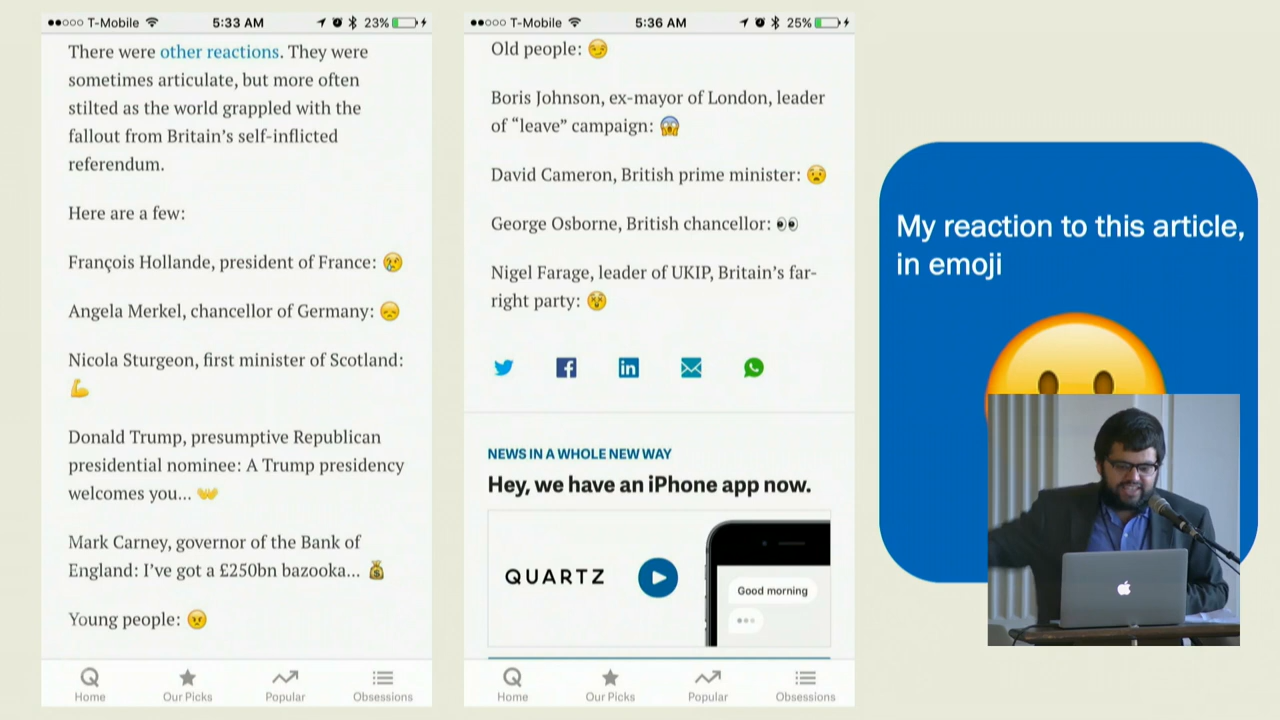 ●●○○○ T-Mobile 5:33 AM 23%
There were other reactions. They were
sometimes articulate, but more often
stilted as the world grappled with the
fallout from Britain’s self-inflicted
referendum.
Here are a few:
François Hollande, president of France: 😢
Angela Merkel, chancellor of Germany: 😞
Nicola Sturgeon, first minister of Scotland:
💪
Donald Trump, presumptive Republican
presidential nominee: A Trump presidency
welcomes you... 👐
Mark Carney, governor of the Bank of
England: I’ve got a £250bn bazooka... 💰
Young people: 😠
Home Our Picks Popular Obsessions
●●○○○ T-Mobile 5:36 AM 25%
Old people: 😏
Boris Johnson, ex-mayor of London, leader
of “leave” campaign: 😱
David Cameron, British prime minister: 😧
George Osborne, British chancellor: 👀
Nigel Farage, leader of UKIP, Britain’s far-
right party: 😲
NEWS IN A WHOLE NEW WAY
Hey, we have an iPhone app now.
QUARTZ
Good morning
Home Our Picks Popular Obsessions
My reaction to this article,
in emoji